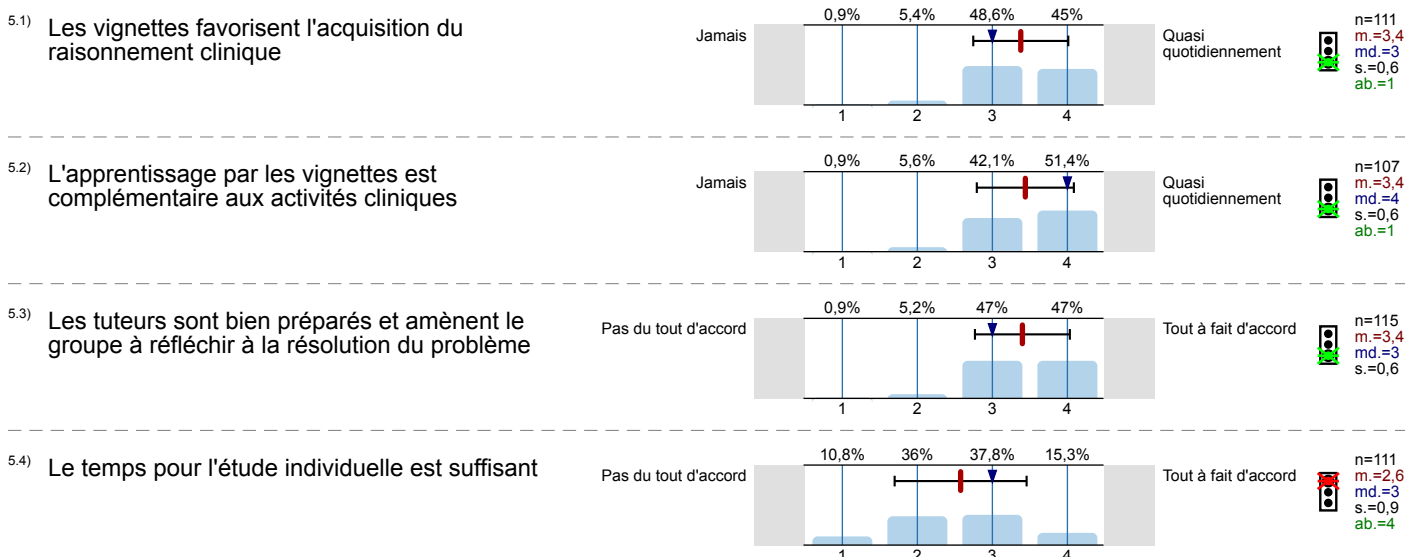 5.1) Les vignettes favorisent l'acquisition du
raisonnement clinique
Jamais
0,9% 5,4% 48,6% 45%
1 2 3 4
Quasi
quotidiennement
n=111
m.=3,4
md.=3
s.=0,6
ab.=1
5.2) L'apprentissage par les vignettes est
complémentaire aux activités cliniques
Jamais
0,9% 5,6% 42,1% 51,4%
1 2 3 4
Quasi
quotidiennement
n=107
m.=3,4
md.=4
s.=0,6
ab.=1
5.3) Les tuteurs sont bien préparés et amènent le
groupe à réfléchir à la résolution du problème
Pas du tout d'accord
0,9% 5,2% 47% 47%
1 2 3 4
Tout à fait d'accord
n=115
m.=3,4
md.=3
s.=0,6
5.4) Le temps pour l'étude individuelle est suffisant
Pas du tout d'accord
10,8% 36% 37,8% 15,3%
1 2 3 4
Tout à fait d'accord
n=111
m.=2,6
md.=3
s.=0,9
ab.=4